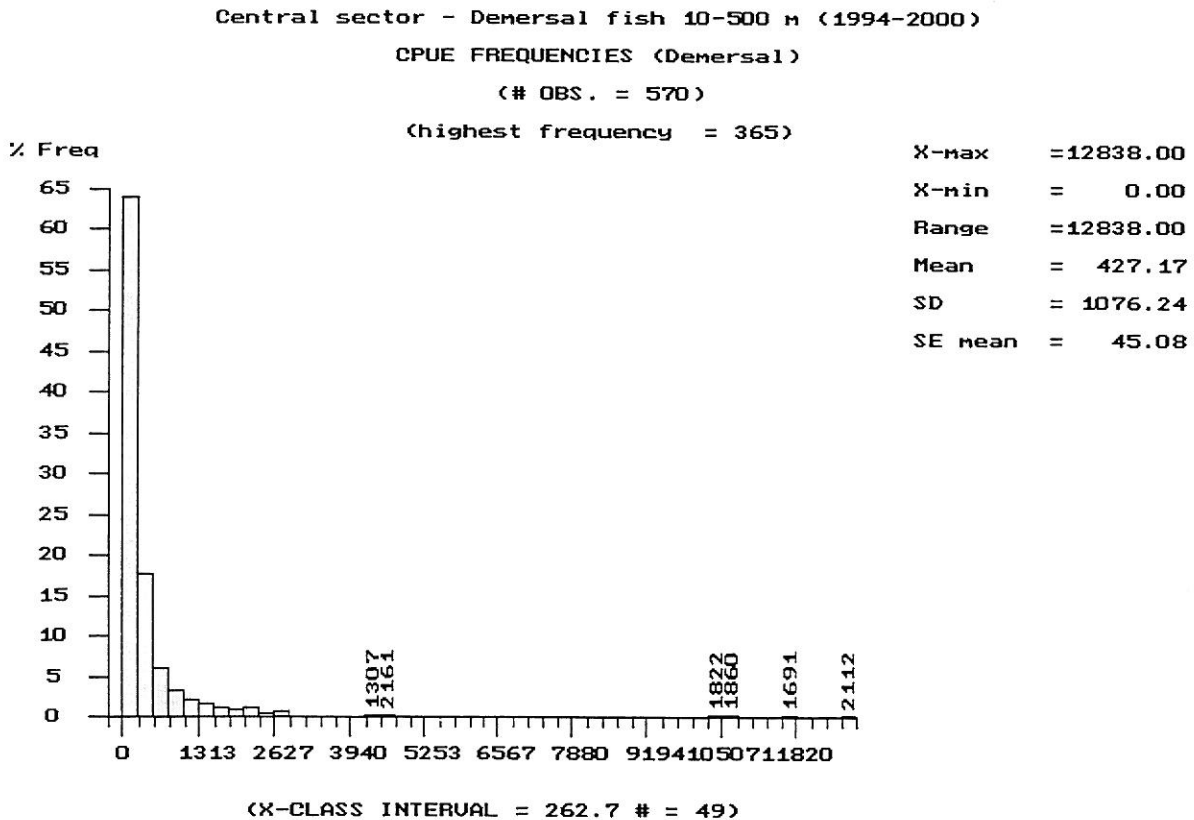 Central sector - Demersal fish 10-500 m (1994-2000)
CPUE FREQUENCIES (Demersal)
(# OBS. = 570)
(highest frequency = 365)
% Freq
X-max =12838.00
X-min = 0.00
Range =12838.00
Mean = 427.17
SD = 1076.24
SE mean = 45.08
65
60
55
50
45
40
35
30
25
20
15
10
5
0
1307
2161
1822
1860
1691
2112
0 1313 2627 3940 5253 6567 7880 9194 10507 11820
(X-CLASS INTERVAL = 262.7 # = 49)